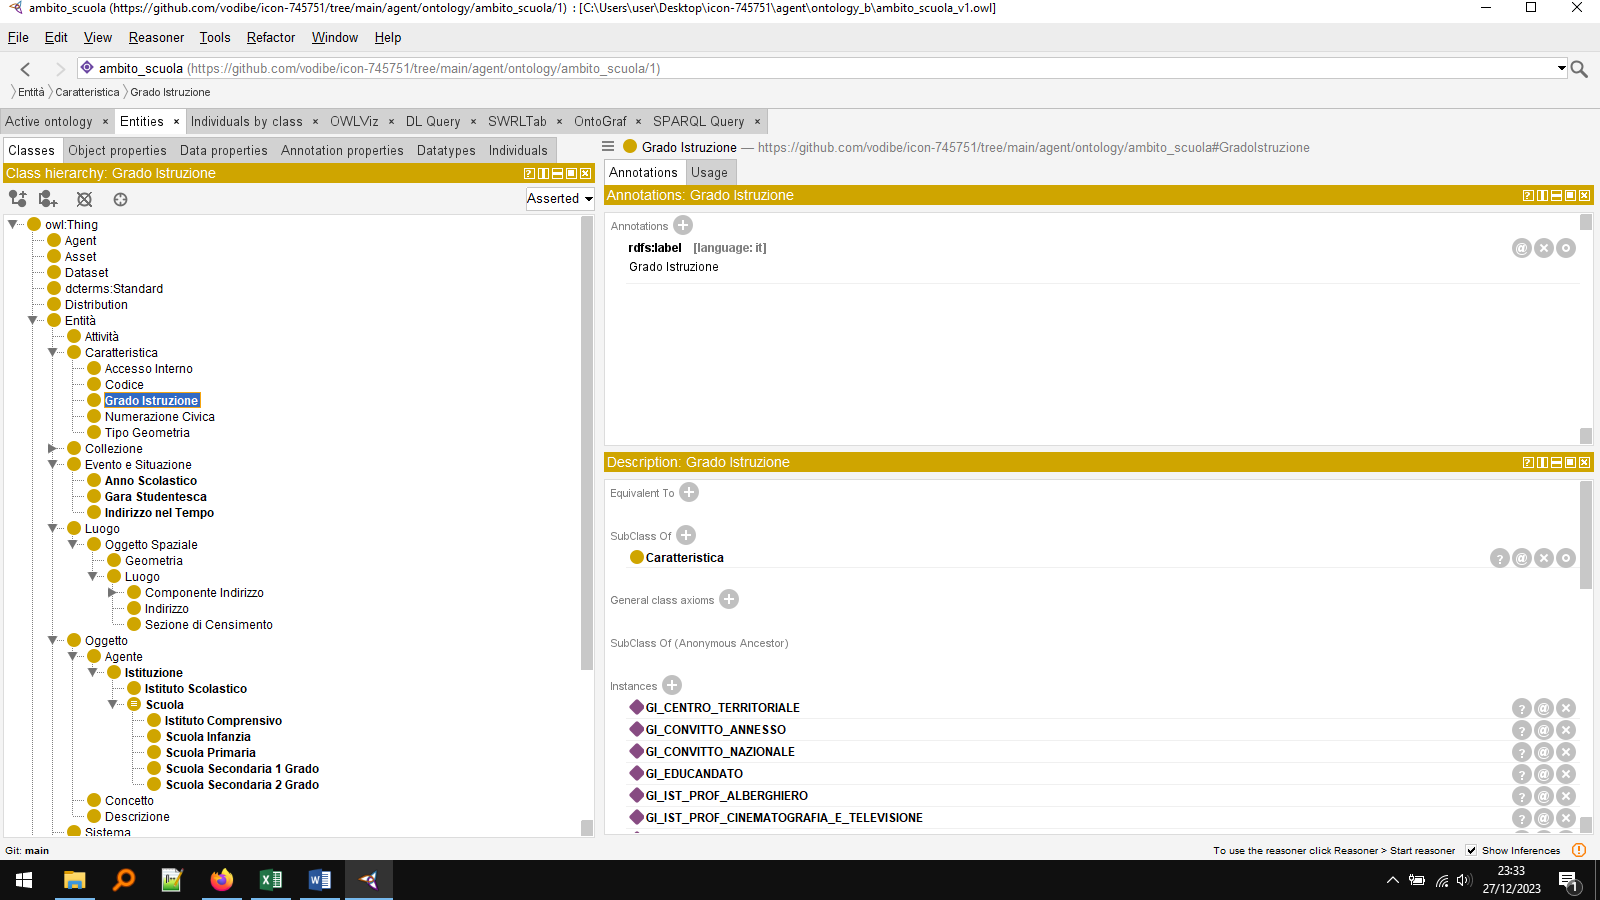 ambito_scuola (https://github.com/vodibe/icon-745751/tree/main/agent/ontology/ambito_scuola/1) : [C:\Users\user\Desktop\icon-745751\agent\ontology_b\ambito_scuola_v1.owl]
File Edit View Reasoner Tools Refactor Window Help
ambito_scuola (https://github.com/vodibe/icon-745751/tree/main/agent/ontology/ambito_scuola/1)
Entità Caratteristica Grado Istruzione
Active ontology × Entities × Individuals by class × OWLViz × DL Query × SWRLTab × OntoGraf × SPARQL Query ×
Classes Object properties Data properties Annotation properties Datatypes Individuals
Class hierarchy: Grado Istruzione
Asserted
owl:Thing
Agent
Asset
Dataset
dcterms:Standard
Distribution
Entità
Attività
Caratteristica
Accesso Interno
Codice
Grado Istruzione
Numerazione Civica
Tipo Geometria
Collezione
Evento e Situazione
Anno Scolastico
Gara Studentesca
Indirizzo nel Tempo
Luogo
Oggetto Spaziale
Geometria
Luogo
Componente Indirizzo
Indirizzo
Sezione di Censimento
Oggetto
Agente
Istituzione
Istituto Scolastico
Scuola
Istituto Comprensivo
Scuola Infanzia
Scuola Primaria
Scuola Secondaria 1 Grado
Scuola Secondaria 2 Grado
Concetto
Descrizione
Sistema
Grado Istruzione — https://github.com/vodibe/icon-745751/tree/main/agent/ontology/ambito_scuola#GradoIstruzione
Annotations Usage
Annotations: Grado Istruzione
Annotations
rdfs:label [language: it]
Grado Istruzione
Description: Grado Istruzione
Equivalent To
SubClass Of
Caratteristica
General class axioms
SubClass Of (Anonymous Ancestor)
Instances
GI_CENTRO_TERRITORIALE
GI_CONVITTO_ANNESSO
GI_CONVITTO_NAZIONALE
GI_EDUCANDATO
GI_IST_PROF_ALBERGHIERO
GI_IST_PROF_CINEMATOGRAFIA_E_TELEVISIONE
Git: main
To use the reasoner click Reasoner > Start reasoner Show Inferences
23:33
27/12/2023
1